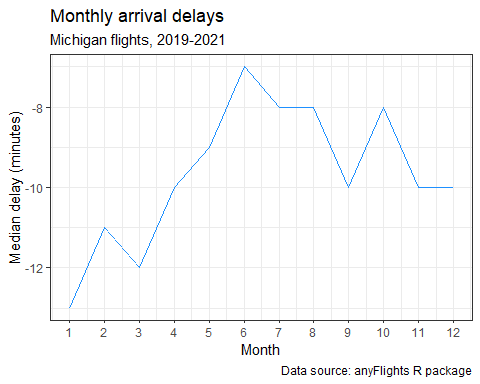 Monthly arrival delays
Michigan flights, 2019-2021
Median delay (minutes)
-8
-10
-12
1 2 3 4 5 6 7 8 9 10 11 12
Month
Data source: anyFlights R package